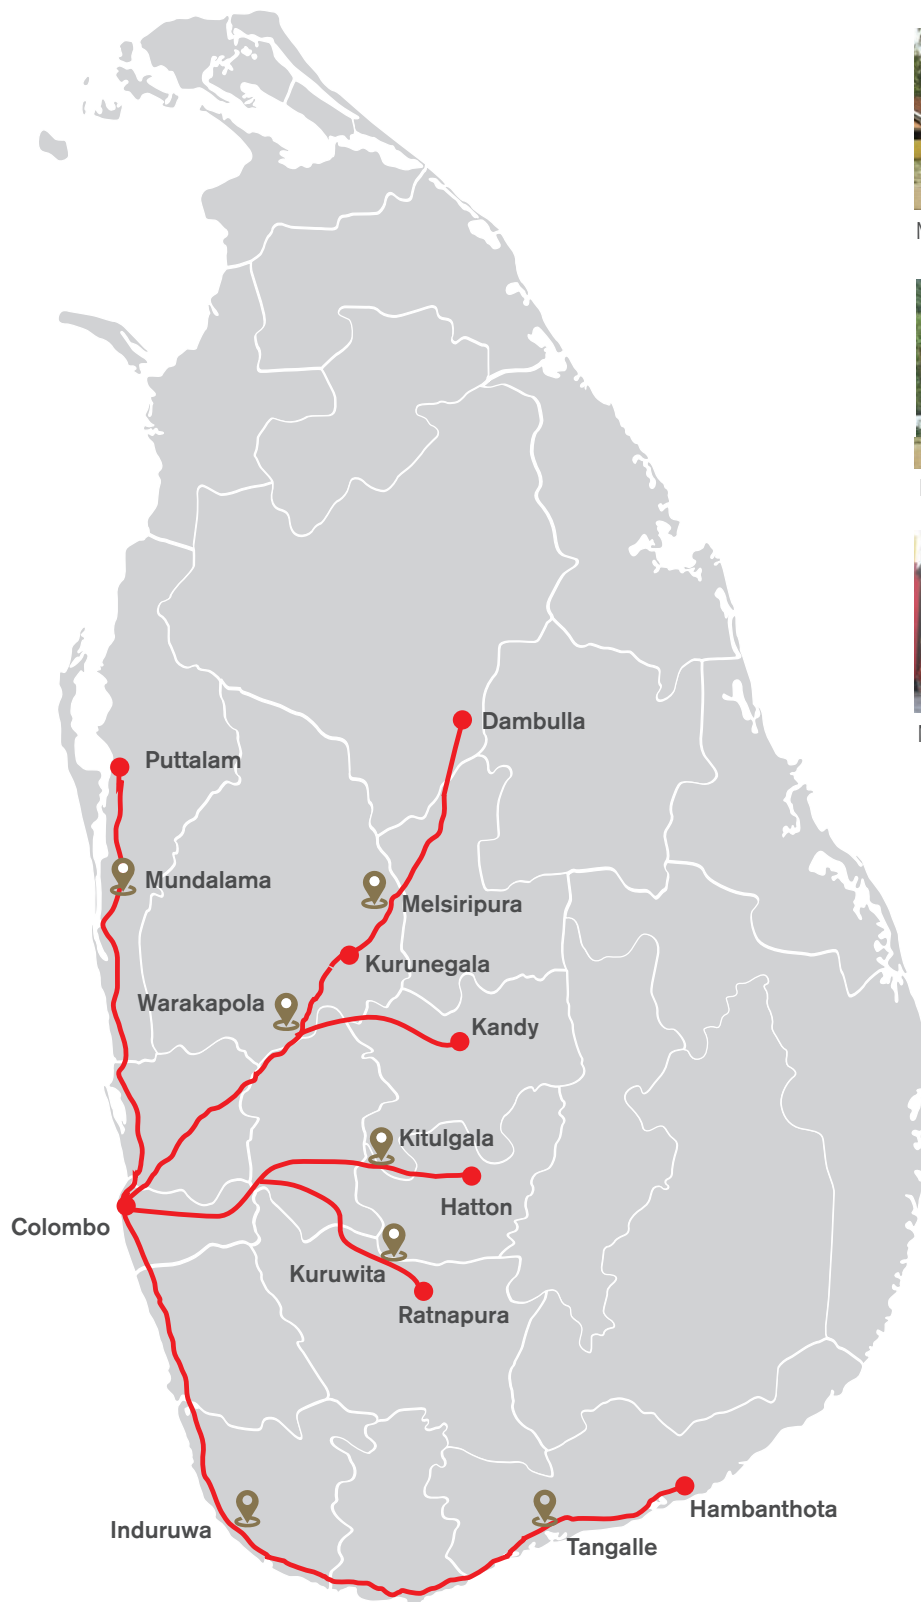 Dambulla
Puttalam
Mundalama
Melsiripura
Kurunegala
Warakapola
Kandy
Kitulgala
Hatton
Colombo
Kuruwita
Ratnapura
Hambanthota
Induruwa
Tangalle